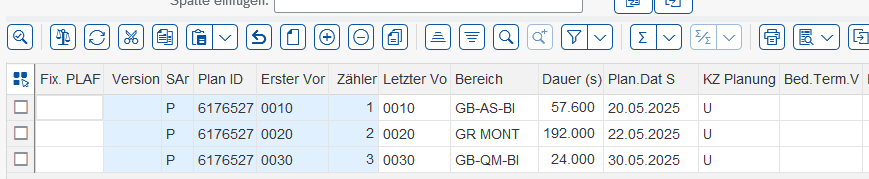 Spalte einfügen:
Fix. PLAF Version SAr Plan ID Erster Vor Zähler Letzter Vo Bereich Dauer (s) Plan.Dat S KZ Planung Bed.Term.V
P 6176527 0010 1 0010 GB-AS-BI 57.600 20.05.2025 U
P 6176527 0020 2 0020 GR MONT 192.000 22.05.2025 U
P 6176527 0030 3 0030 GB-QM-BI 24.000 30.05.2025 U